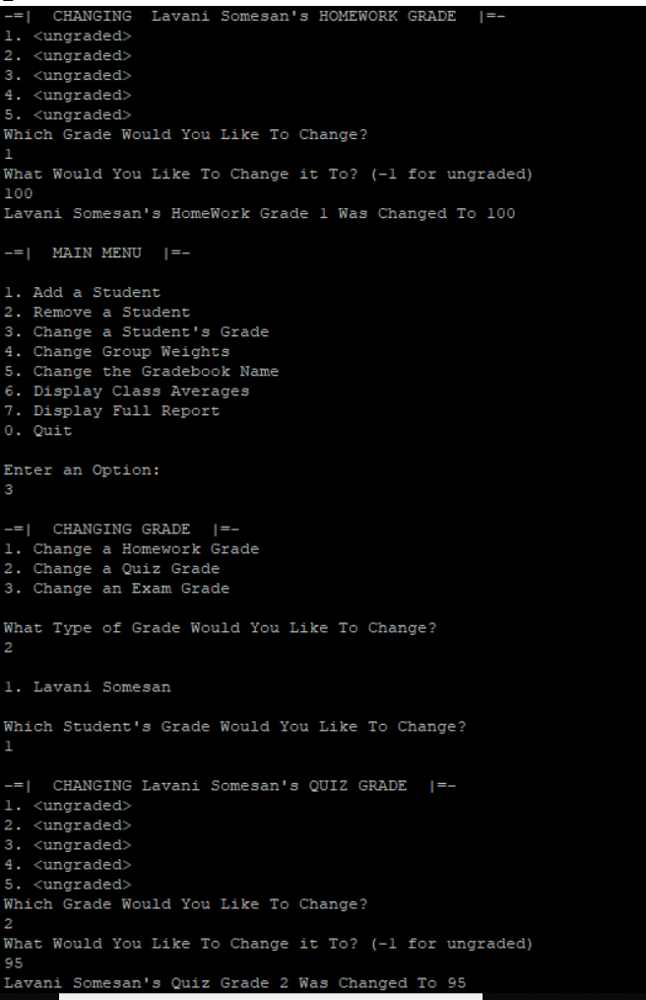 -=|  CHANGING  Lavani Somesan's HOMEWORK GRADE  |=-
1. <ungraded>
2. <ungraded>
3. <ungraded>
4. <ungraded>
5. <ungraded>
Which Grade Would You Like To Change?
1
What Would You Like To Change it To? (-1 for ungraded)
100
Lavani Somesan's HomeWork Grade 1 Was Changed To 100
-=|  MAIN MENU  |=-
1. Add a Student
2. Remove a Student
3. Change a Student's Grade
4. Change Group Weights
5. Change the Gradebook Name
6. Display Class Averages
7. Display Full Report
0. Quit
Enter an Option:
3
-=|  CHANGING GRADE  |=-
1. Change a Homework Grade
2. Change a Quiz Grade
3. Change an Exam Grade
What Type of Grade Would You Like To Change?
2
1. Lavani Somesan
Which Student's Grade Would You Like To Change?
1
-=|  CHANGING Lavani Somesan's QUIZ GRADE  |=-
1. <ungraded>
2. <ungraded>
3. <ungraded>
4. <ungraded>
5. <ungraded>
Which Grade Would You Like To Change?
2
What Would You Like To Change it To? (-1 for ungraded)
95
Lavani Somesan's Quiz Grade 2 Was Changed To 95